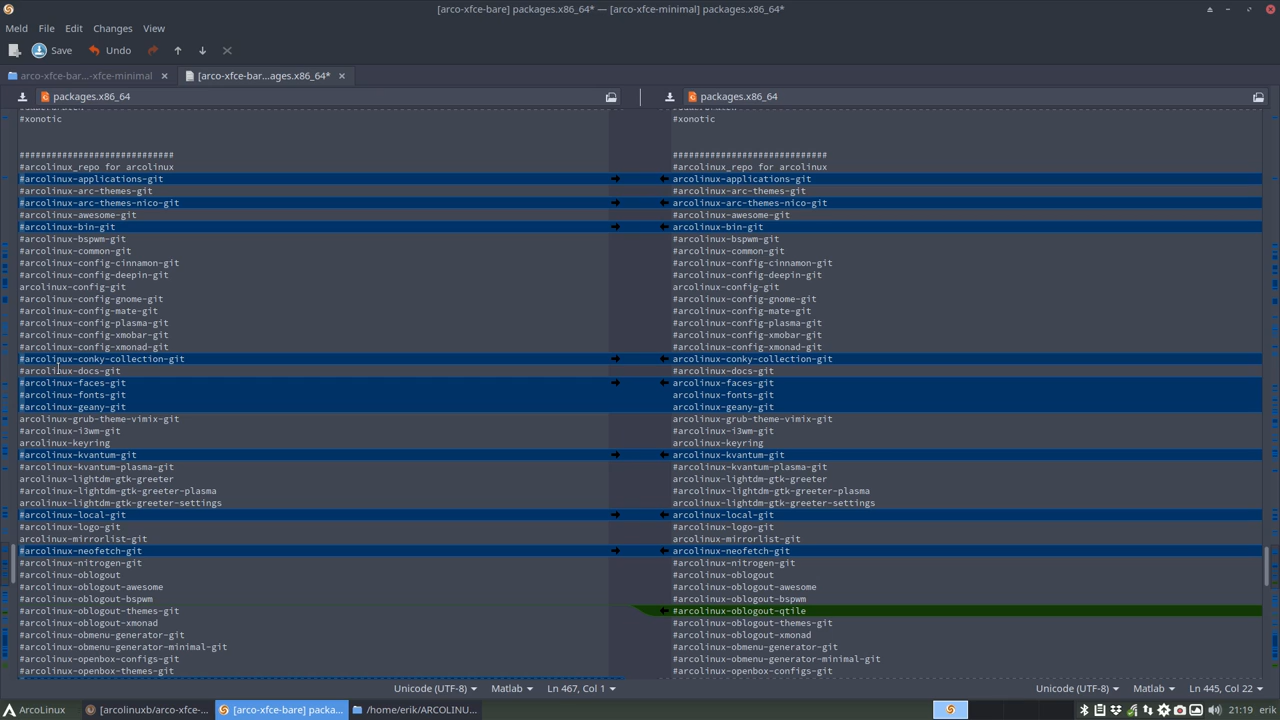 [arco-xfce-bare] packages.x86_64* — [arco-xfce-minimal] packages.x86_64*
Meld File Edit Changes View
Save Undo
arco-xfce-bar...-xfce-minimal [arco-xfce-bar...ages.x86_64*
packages.x86_64
#xonotic
#############################
#arcolinux_repo for arcolinux
#arcolinux-applications-git
#arcolinux-arc-themes-git
#arcolinux-arc-themes-nico-git
#arcolinux-awesome-git
#arcolinux-bin-git
#arcolinux-bspwm-git
#arcolinux-common-git
#arcolinux-config-cinnamon-git
#arcolinux-config-deepin-git
arcolinux-config-git
#arcolinux-config-gnome-git
#arcolinux-config-mate-git
#arcolinux-config-plasma-git
#arcolinux-config-xmobar-git
#arcolinux-config-xmonad-git
#arcolinux-conky-collection-git
#arcolinux-docs-git
#arcolinux-faces-git
#arcolinux-fonts-git
#arcolinux-geany-git
arcolinux-grub-theme-vimix-git
#arcolinux-i3wm-git
arcolinux-keyring
#arcolinux-kvantum-git
#arcolinux-kvantum-plasma-git
arcolinux-lightdm-gtk-greeter
#arcolinux-lightdm-gtk-greeter-plasma
arcolinux-lightdm-gtk-greeter-settings
#arcolinux-local-git
#arcolinux-logo-git
arcolinux-mirrorlist-git
#arcolinux-neofetch-git
#arcolinux-nitrogen-git
#arcolinux-oblogout
#arcolinux-oblogout-awesome
#arcolinux-oblogout-bspwm
#arcolinux-oblogout-themes-git
#arcolinux-oblogout-xmonad
#arcolinux-obmenu-generator-git
#arcolinux-obmenu-generator-minimal-git
#arcolinux-openbox-configs-git
#arcolinux-openbox-themes-git
Unicode (UTF-8) Matlab Ln 467, Col 1
packages.x86_64
#xonotic
#############################
#arcolinux_repo for arcolinux
arcolinux-applications-git
#arcolinux-arc-themes-git
arcolinux-arc-themes-nico-git
#arcolinux-awesome-git
arcolinux-bin-git
#arcolinux-bspwm-git
#arcolinux-common-git
#arcolinux-config-cinnamon-git
#arcolinux-config-deepin-git
arcolinux-config-git
#arcolinux-config-gnome-git
#arcolinux-config-mate-git
#arcolinux-config-plasma-git
#arcolinux-config-xmobar-git
#arcolinux-config-xmonad-git
arcolinux-conky-collection-git
#arcolinux-docs-git
arcolinux-faces-git
arcolinux-fonts-git
arcolinux-geany-git
arcolinux-grub-theme-vimix-git
#arcolinux-i3wm-git
arcolinux-keyring
arcolinux-kvantum-git
#arcolinux-kvantum-plasma-git
arcolinux-lightdm-gtk-greeter
#arcolinux-lightdm-gtk-greeter-plasma
arcolinux-lightdm-gtk-greeter-settings
arcolinux-local-git
#arcolinux-logo-git
arcolinux-mirrorlist-git
arcolinux-neofetch-git
#arcolinux-nitrogen-git
#arcolinux-oblogout
#arcolinux-oblogout-awesome
#arcolinux-oblogout-bspwm
#arcolinux-oblogout-qtile
#arcolinux-oblogout-themes-git
#arcolinux-oblogout-xmonad
#arcolinux-obmenu-generator-git
#arcolinux-obmenu-generator-minimal-git
#arcolinux-openbox-configs-git
Unicode (UTF-8) Matlab Ln 445, Col 22
ArcoLinux [arcolinuxb/arco-xfce-... [arco-xfce-bare] packa... /home/erik/ARCOLINU... 21:19 erik